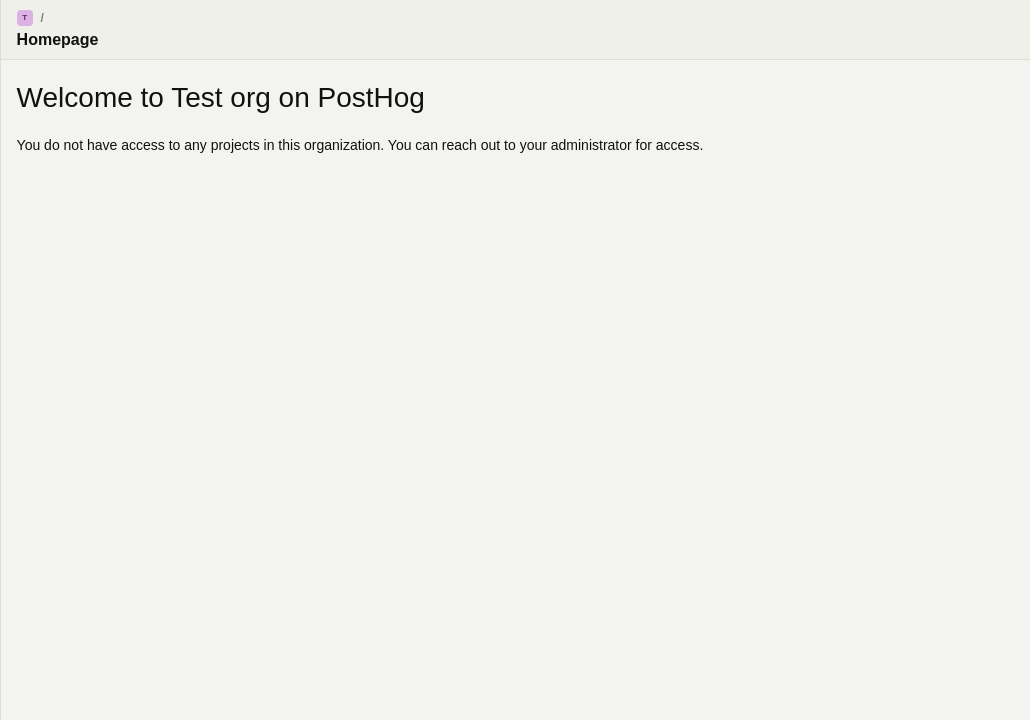 T /
Homepage
Welcome to Test org on PostHog
You do not have access to any projects in this organization. You can reach out to your administrator for access.